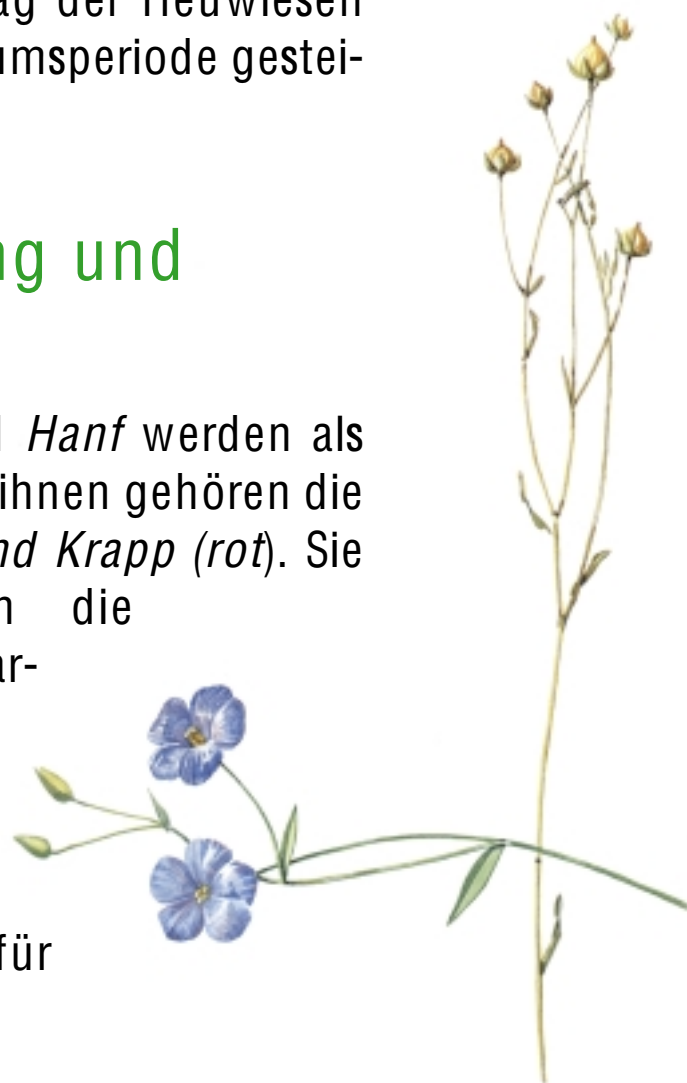 der Heuwiesen
umsperiode gestei-
ng und
Hanf werden als
ihnen gehören die
nd Krapp (rot). Sie
n die
ar-
für